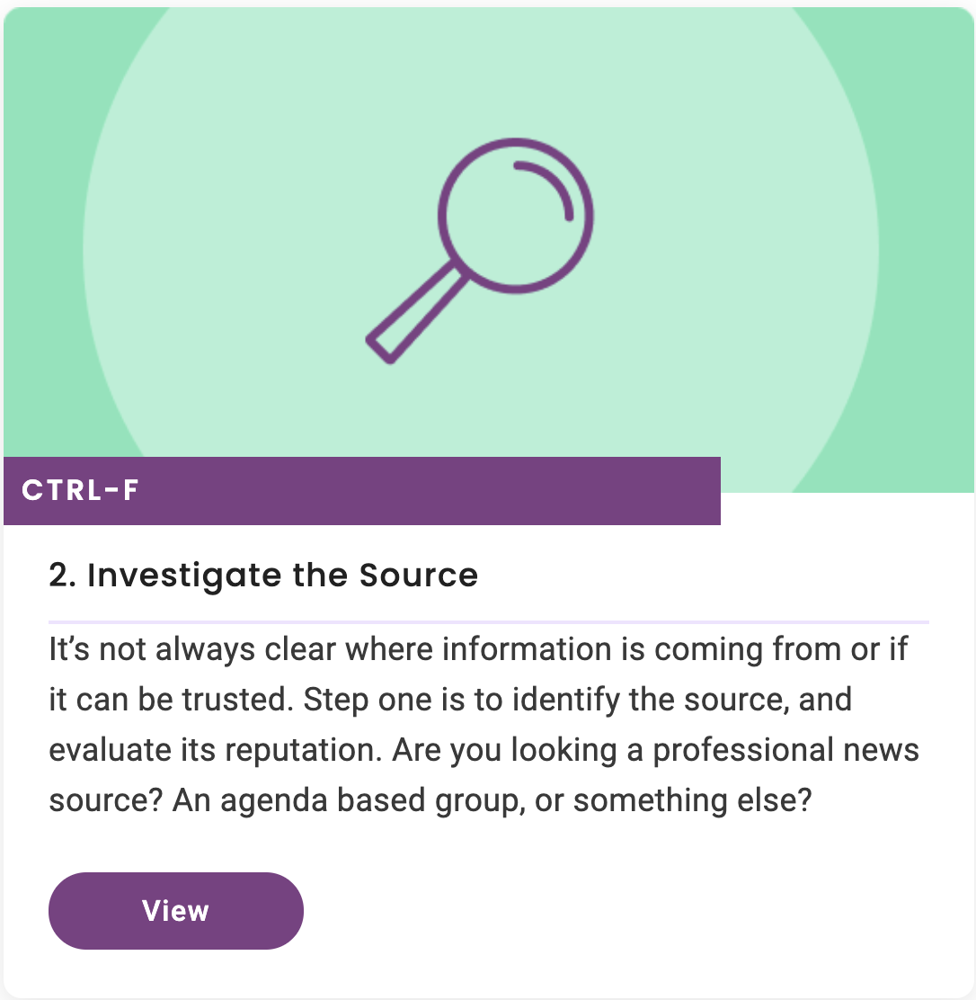 CTRL-F
2. Investigate the Source
It’s not always clear where information is coming from or if
it can be trusted. Step one is to identify the source, and
evaluate its reputation. Are you looking a professional news
source? An agenda based group, or something else?
View